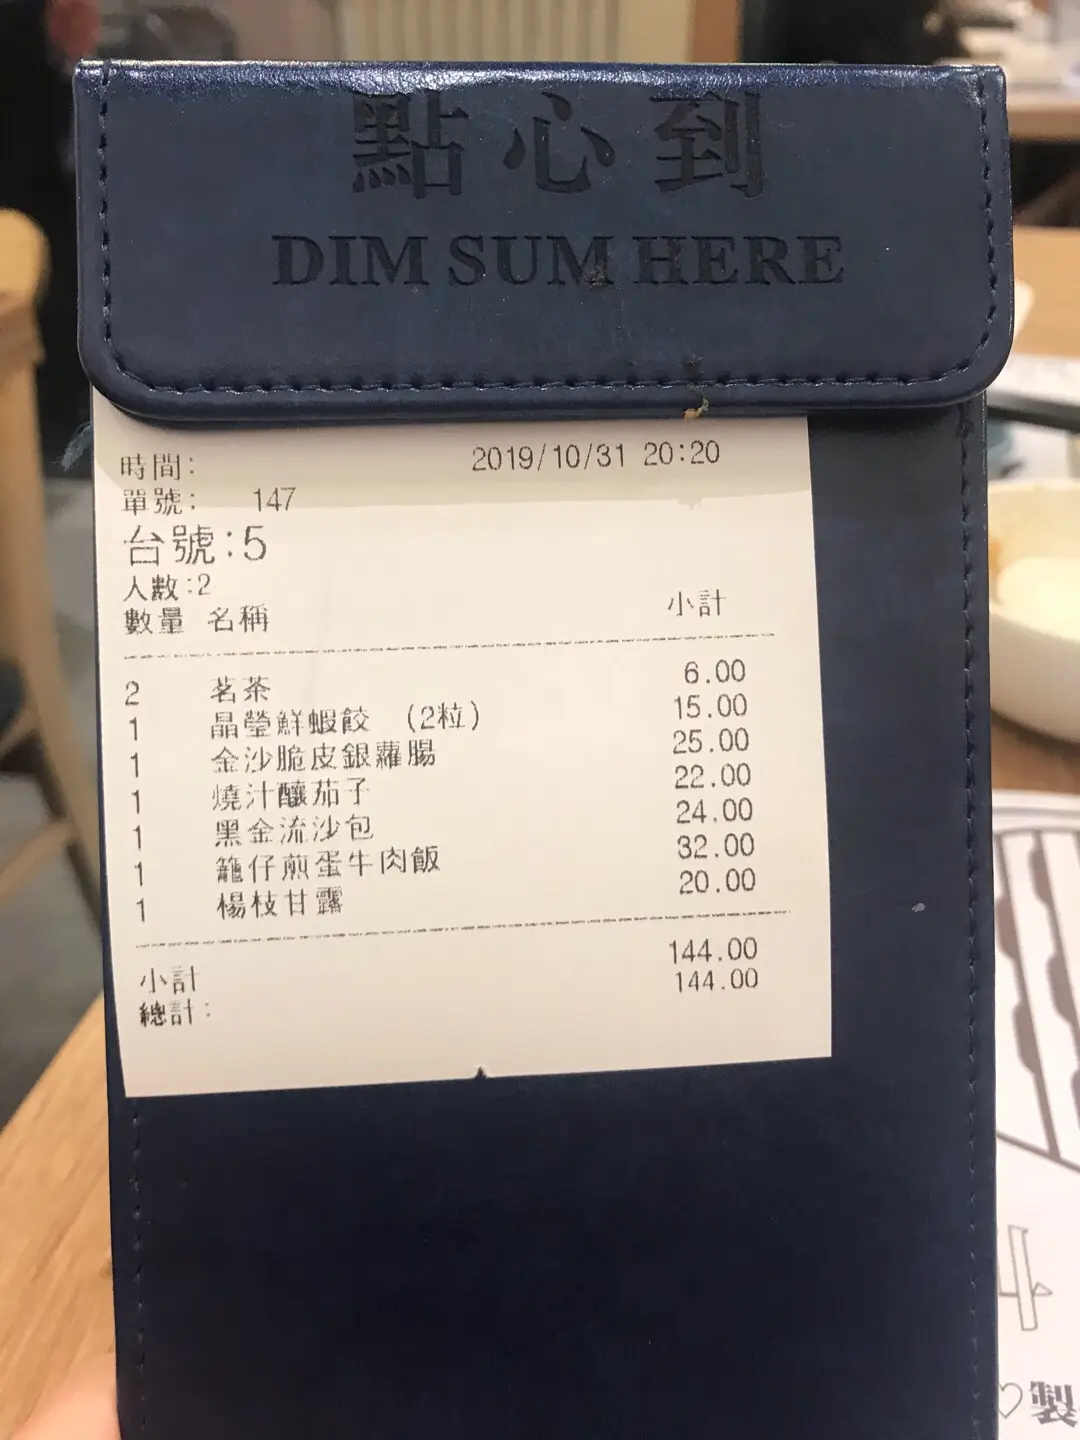 點心到
DIM SUM HERE
時間: 2019/10/31 20:20
單號: 147
台號:5
人數:2
數量 名稱 小計
2 茗茶 6.00
1 晶瑩鮮蝦餃 (2粒) 15.00
1 金沙脆皮銀蘿腸 25.00
1 燒汁釀茄子 22.00
1 黑金流沙包 24.00
1 籠仔煎蛋牛肉飯 32.00
1 楊枝甘露 20.00
小計 144.00
總計: 144.00
♡製